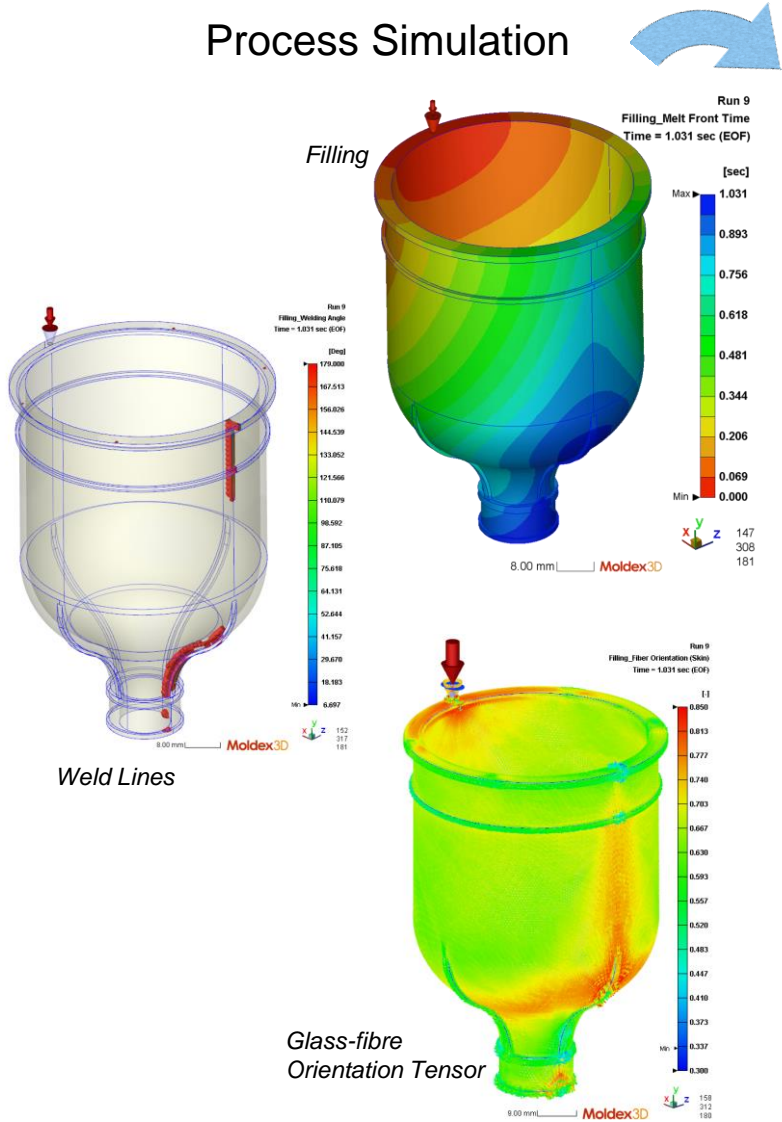 Process Simulation
Run 9
Filling_Melt Front Time
Time = 1.031 sec (EOF)
Filling
[sec]
Max
1.031
0.893
0.756
0.618
0.481
0.344
0.206
0.069
Min
0.000
x y z
147
308
181
8.00 mm
Moldex3D
Run 9
Filling_Welding Angle
Time = 1.031 sec (EOF)
[Deg]
179.000
167.513
156.026
144.539
133.052
121.566
110.079
98.592
87.105
75.618
64.131
52.644
41.157
29.670
18.183
Min
6.697
x y z
152
317
181
8.00 mm
Moldex3D
Weld Lines
Run 9
Filling_Fiber Orientation (Skin)
Time = 1.031 sec (EOF)
[-]
0.850
0.813
0.777
0.740
0.703
0.667
0.630
0.593
0.557
0.520
0.483
0.447
0.410
0.373
Min
0.337
0.300
x y z
9.00 mm
Moldex3D
Glass-fibre
Orientation Tensor